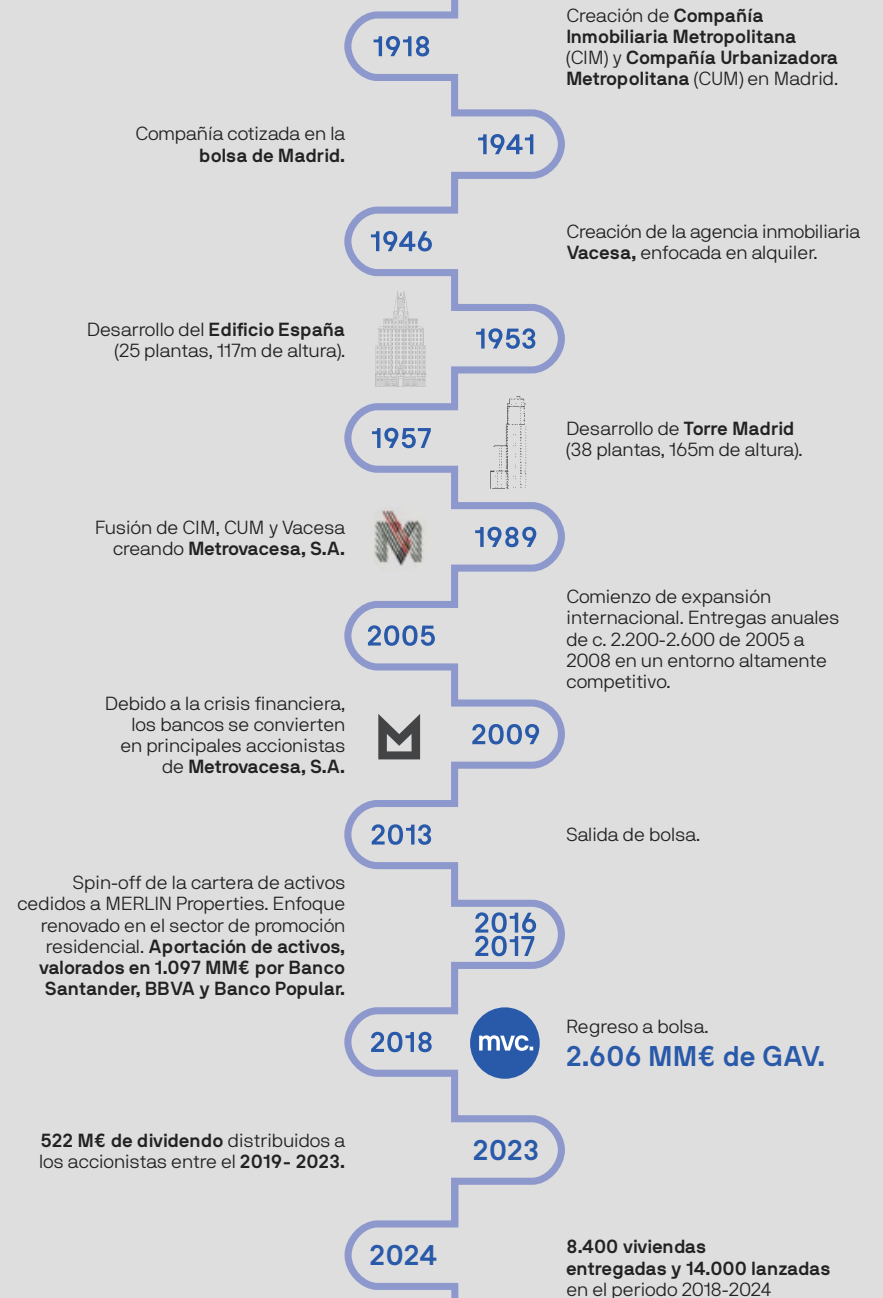 1918
Creación de Compañía
Inmobiliaria Metropolitana
(CIM) y Compañía Urbanizadora
Metropolitana (CUM) en Madrid.
Compañía cotizada en la
bolsa de Madrid.
1941
1946
Creación de la agencia inmobiliaria
Vacesa, enfocada en alquiler.
Desarrollo del Edificio España
(25 plantas, 117m de altura).
1953
1957
Desarrollo de Torre Madrid
(38 plantas, 165m de altura).
Fusión de CIM, CUM y Vacesa
creando Metrovacesa, S.A.
1989
2005
Comienzo de expansión
internacional. Entregas anuales
de c. 2.200-2.600 de 2005 a
2008 en un entorno altamente
competitivo.
Debido a la crisis financiera,
los bancos se convierten
en principales accionistas
de Metrovacesa, S.A.
2009
2013
Salida de bolsa.
Spin-off de la cartera de activos
cedidos a MERLIN Properties. Enfoque
renovado en el sector de promoción
residencial. Aportación de activos,
valorados en 1.097 MM€ por Banco
Santander, BBVA y Banco Popular.
2016
2017
2018
mvc.
Regreso a bolsa.
2.606 MM€ de GAV.
522 M€ de dividendo distribuidos a
los accionistas entre el 2019- 2023.
2023
2024
8.400 viviendas
entregadas y 14.000 lanzadas
en el periodo 2018-2024